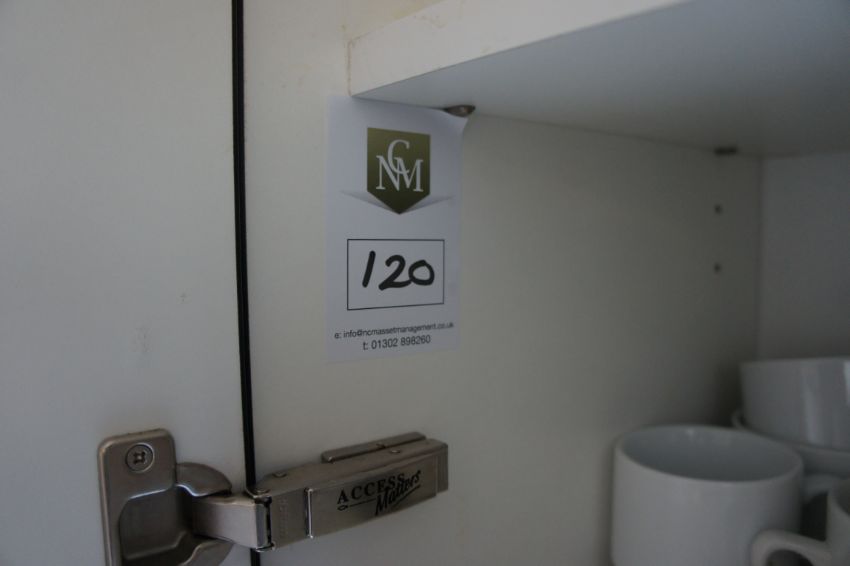 NCM
120
e: info@ncmassetmanagement.co.uk
t: 01302 898260
ACCESS
Matters